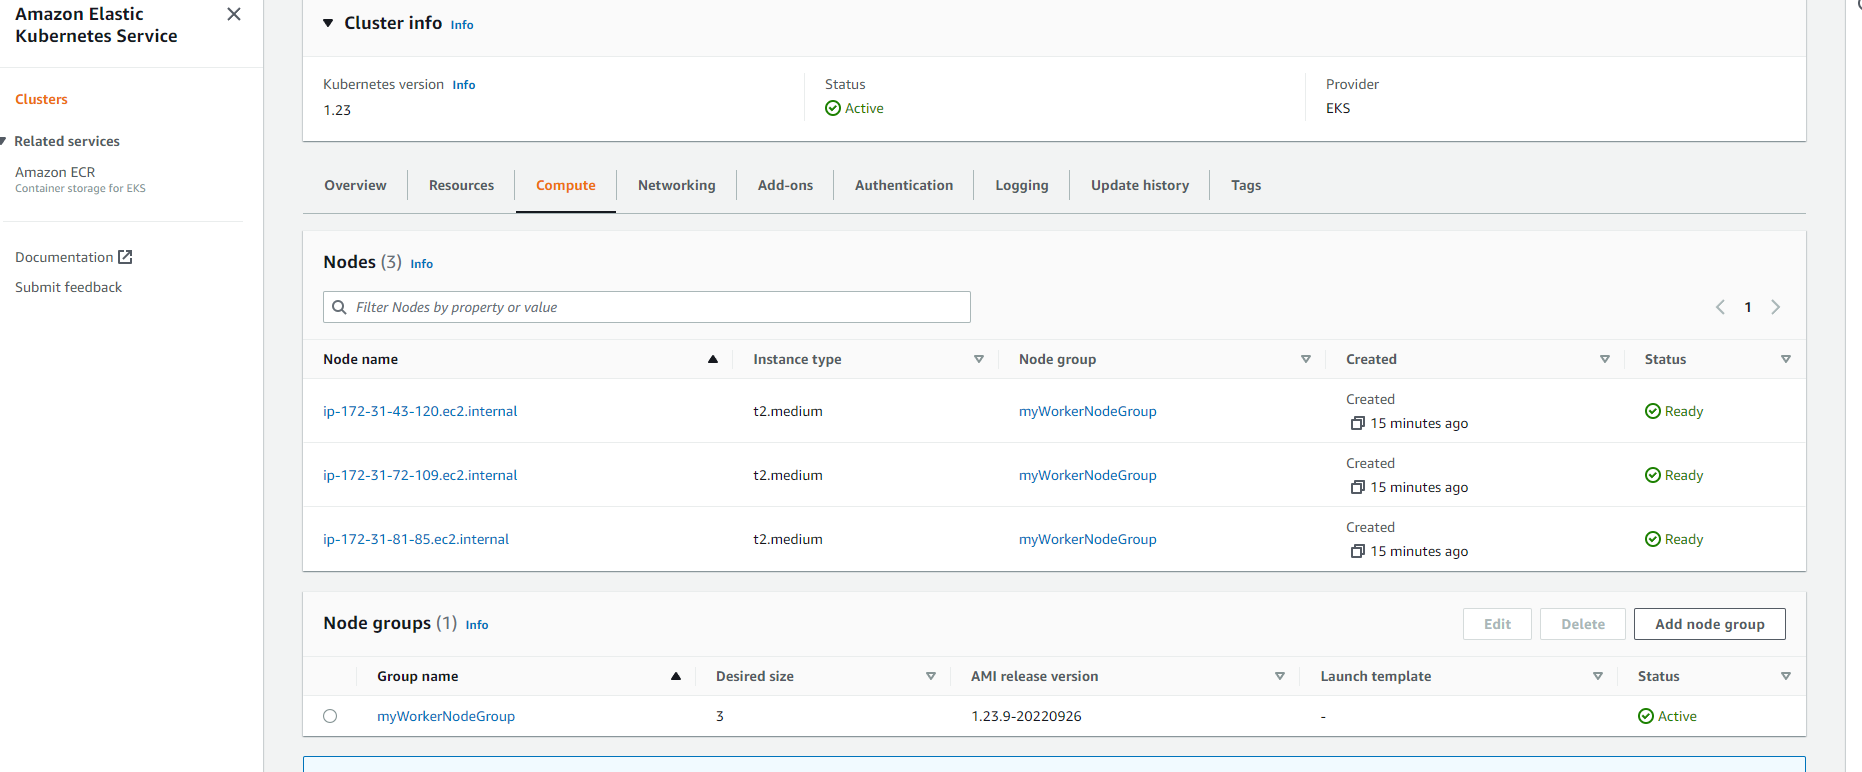 Amazon Elastic
Kubernetes Service
Clusters
Related services
Amazon ECR
Container storage for EKS
Documentation
Submit feedback
Cluster info Info
Kubernetes version Info
1.23
Status
Active
Provider
EKS
Overview Resources Compute Networking Add-ons Authentication Logging Update history Tags
Nodes (3) Info
Filter Nodes by property or value
1
Node name Instance type Node group Created Status
ip-172-31-43-120.ec2.internal t2.medium myWorkerNodeGroup Created 15 minutes ago Ready
ip-172-31-72-109.ec2.internal t2.medium myWorkerNodeGroup Created 15 minutes ago Ready
ip-172-31-81-85.ec2.internal t2.medium myWorkerNodeGroup Created 15 minutes ago Ready
Node groups (1) Info
Edit Delete Add node group
Group name Desired size AMI release version Launch template Status
myWorkerNodeGroup 3 1.23.9-20220926 - Active